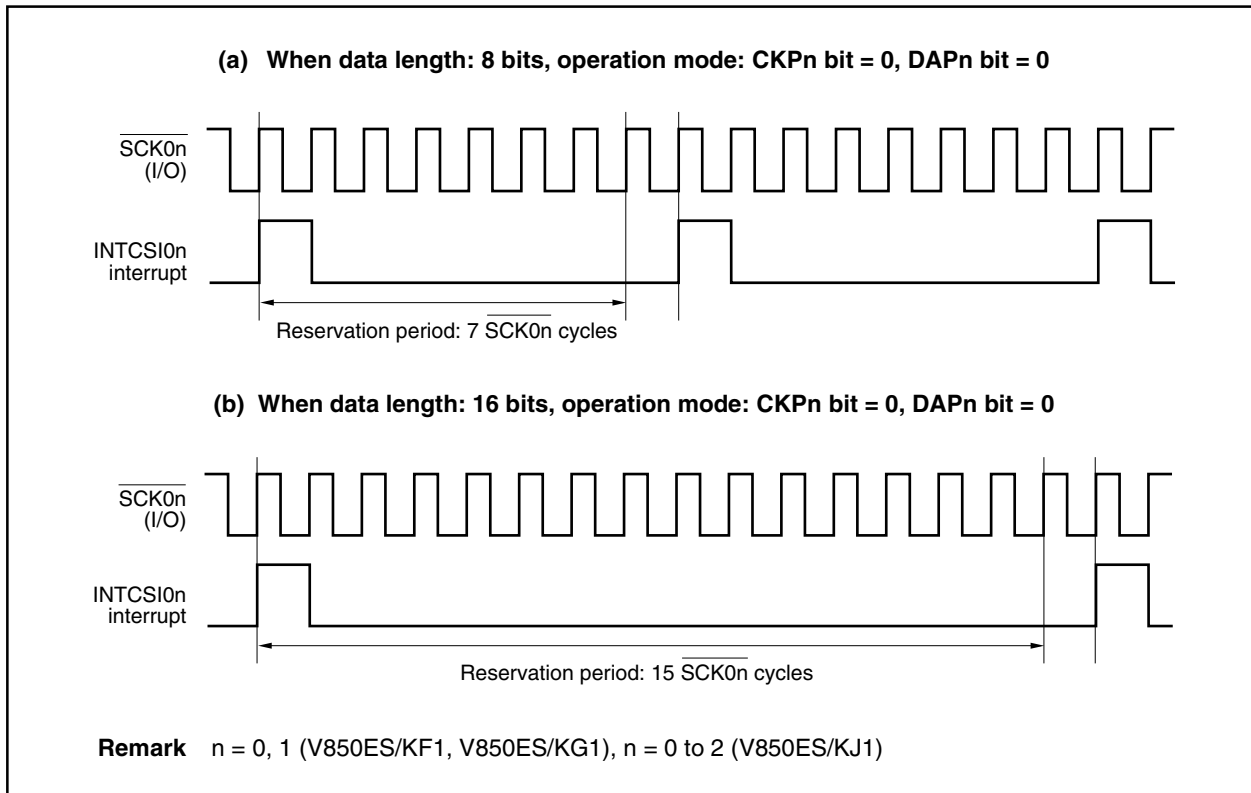 (a) When data length: 8 bits, operation mode: CKPn bit = 0, DAPn bit = 0
SCK0n
(I/O)
INTCSI0n
interrupt
Reservation period: 7 SCK0n cycles
(b) When data length: 16 bits, operation mode: CKPn bit = 0, DAPn bit = 0
SCK0n
(I/O)
INTCSI0n
interrupt
Reservation period: 15 SCK0n cycles
Remark n = 0, 1 (V850ES/KF1, V850ES/KG1), n = 0 to 2 (V850ES/KJ1)